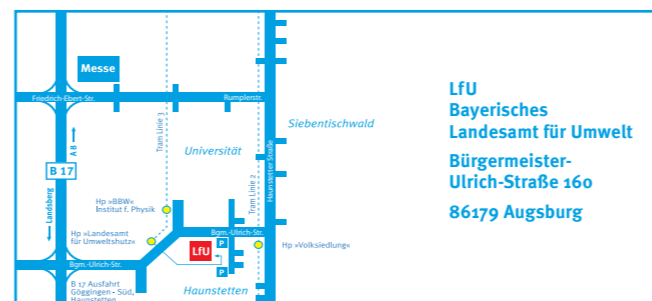 Messe
Friedrich-Ebert-Str.
Rumplerstr.
Tram Linie 3
Siebentischwald
A 8
Universität
Haunstetter Straße
B 17
Tram Linie 2
Landsberg
Hp »BBW«
Institut f. Physik
Hp »Landesamt
für Umweltshutz«
Bgm.-Ulrich-Str.
P
Hp »Volksiedlung«
LfU
Bgm.-Ulrich-Str.
P
B 17 Ausfahrt
Göggingen - Süd,
Haunstetten
Haunstetten
LfU
Bayerisches
Landesamt für Umwelt
Bürgermeister-
Ulrich-Straße 160
86179 Augsburg